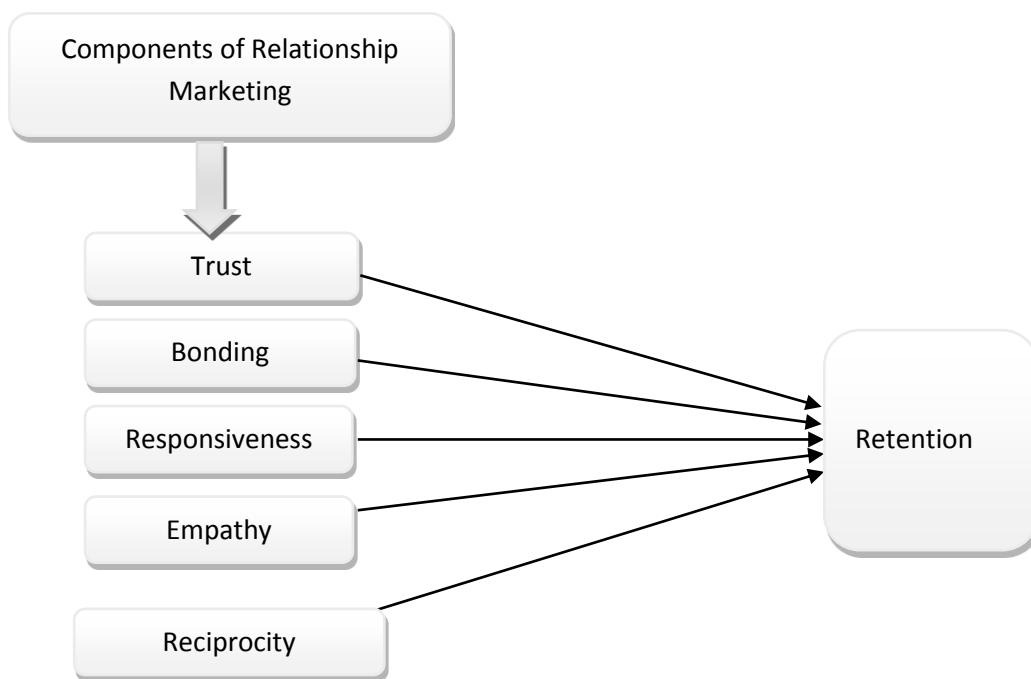 Components of Relationship
Marketing
Trust
Bonding
Responsiveness
Empathy
Reciprocity
Retention